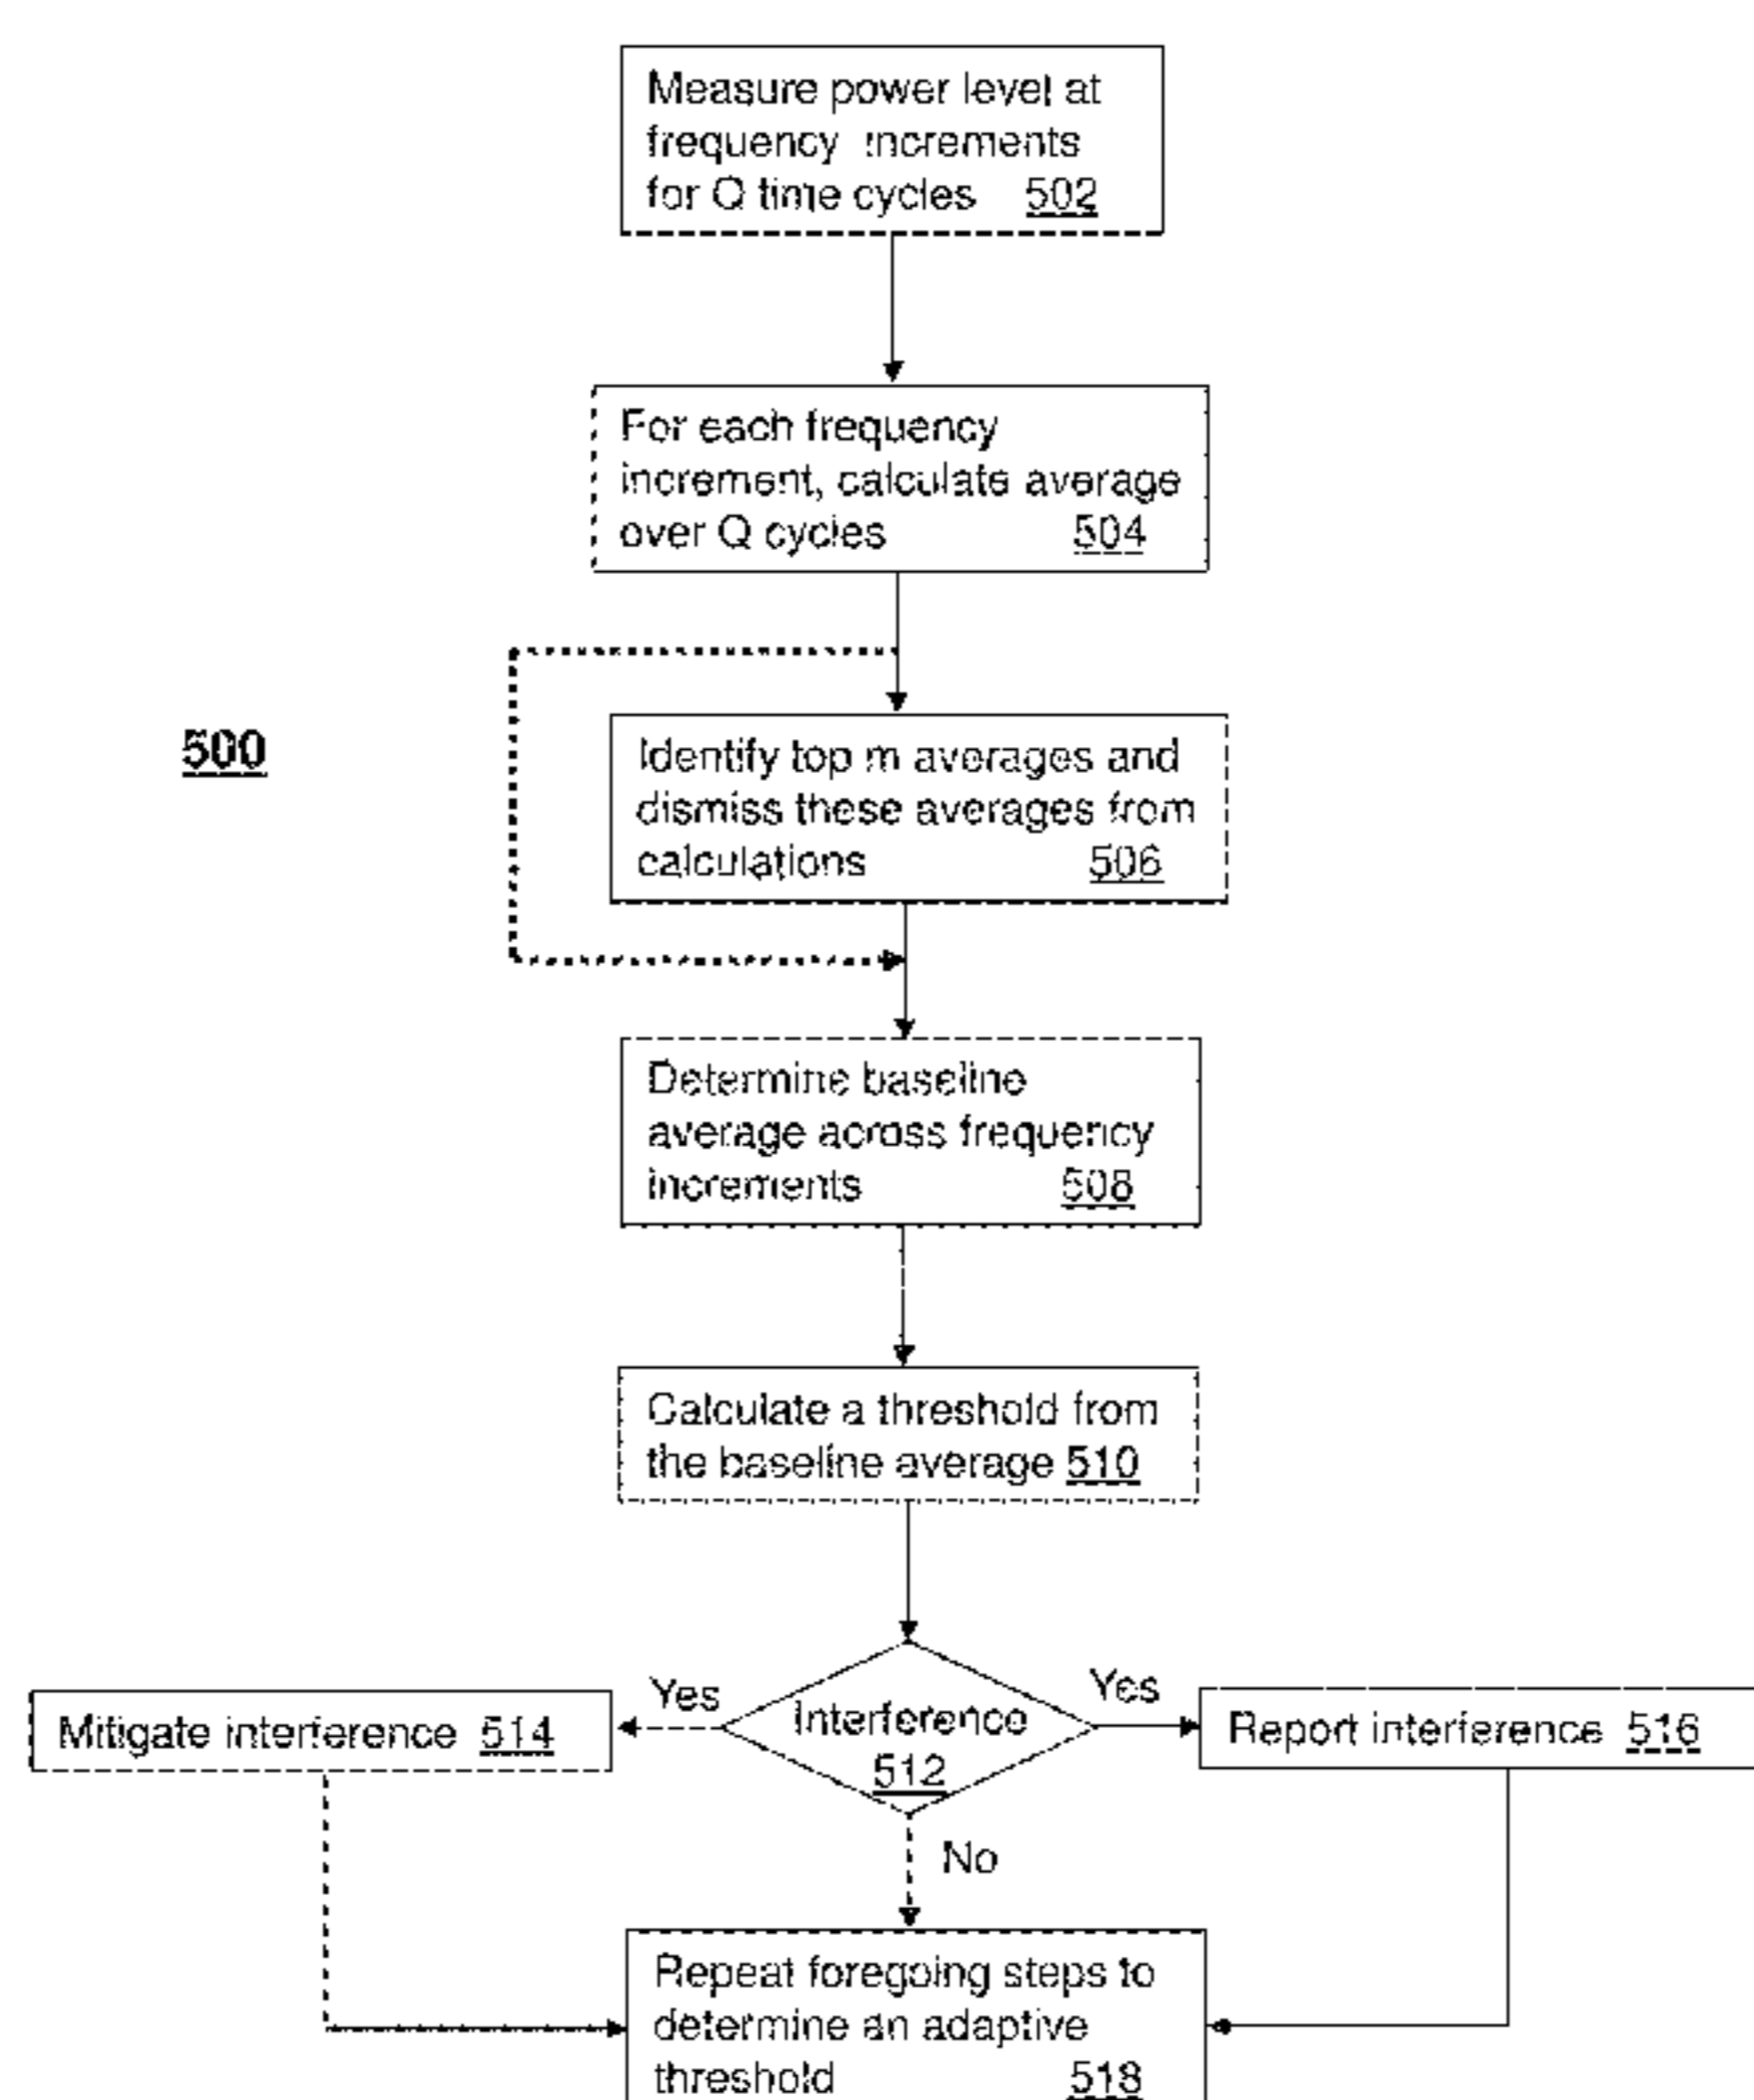 Measure power level at
frequency increments
for Q time cycles 502
For each frequency
increment, calculate average
over Q cycles 504
500
Identify top m averages and
dismiss these averages from
calculations 506
Determine baseline
average across frequency
increments 508
Calculate a threshold from
the baseline average 510
Yes
Yes
Mitigate interference 514
Interference
512
Report interference 516
No
Repeat foregoing steps to
determine an adaptive
threshold 518